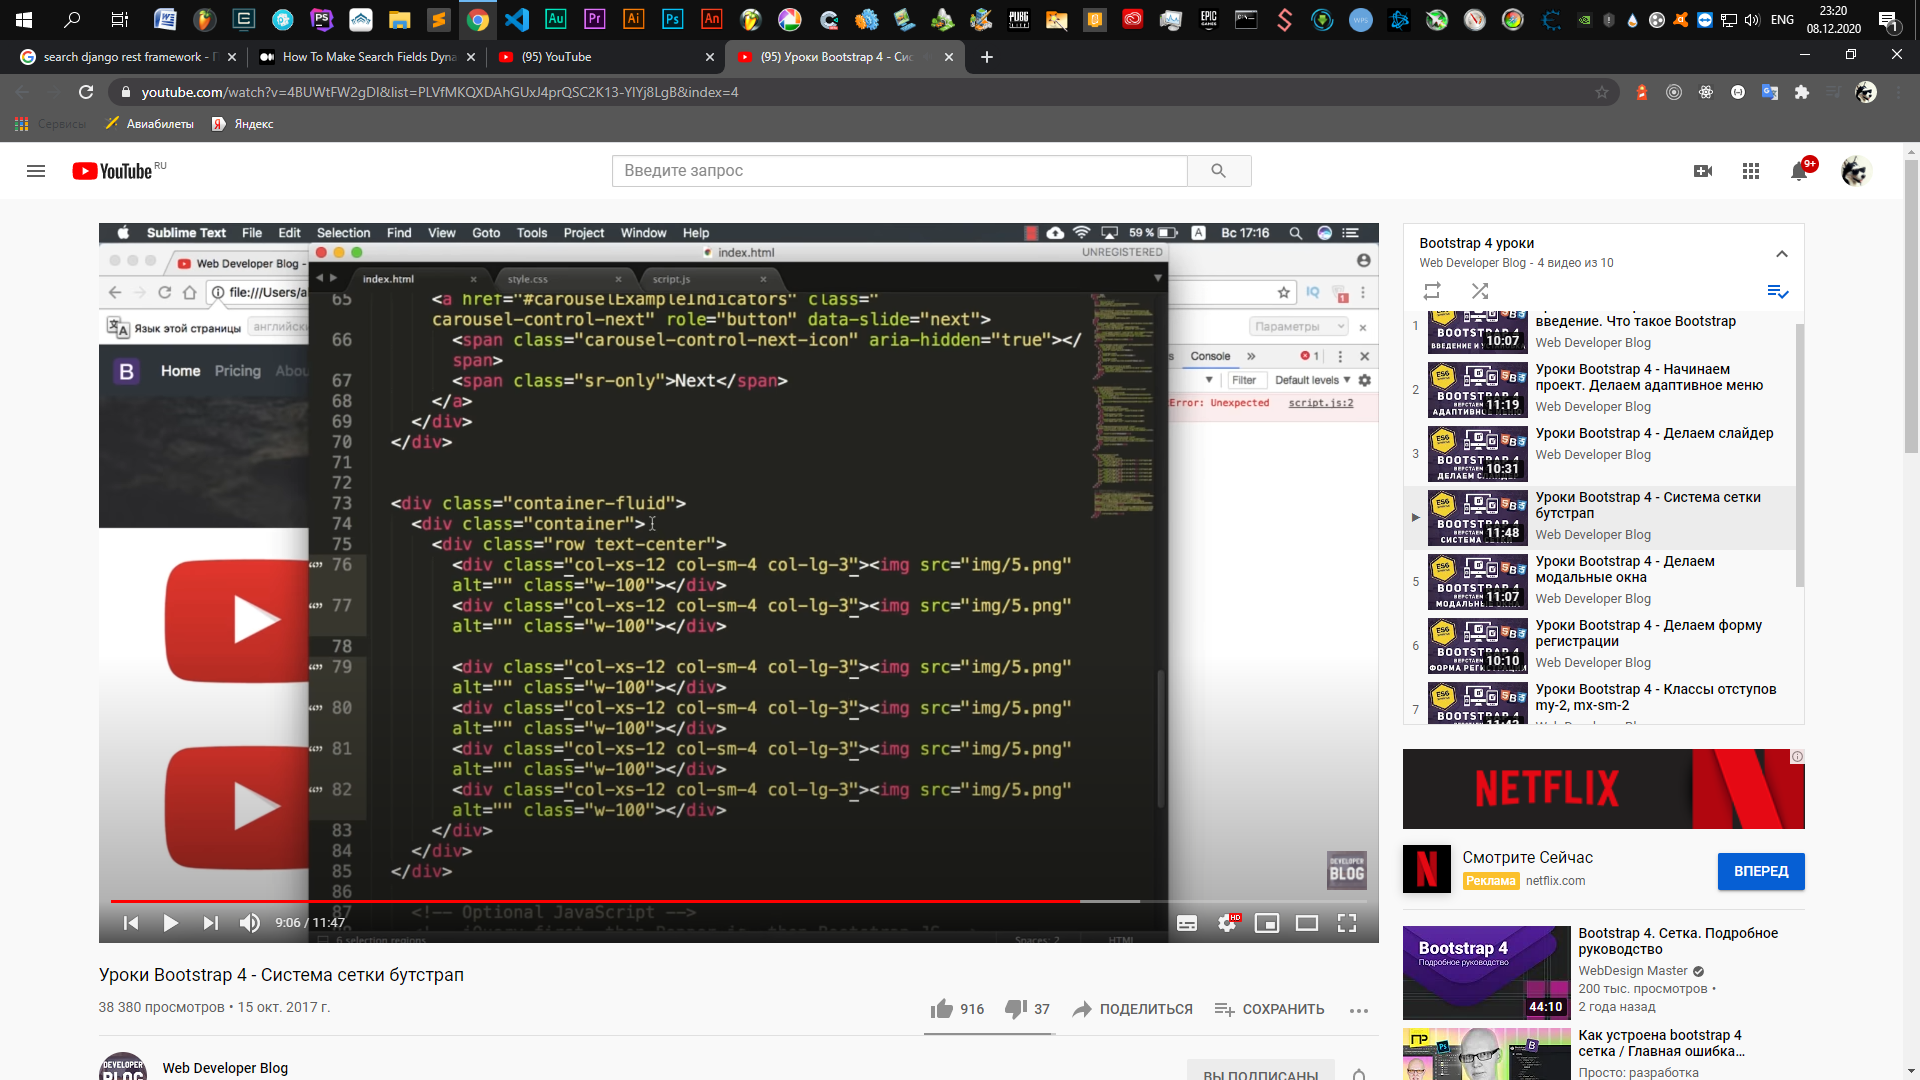 ENG
23:20
08.12.2020
search django rest framework - П
How To Make Search Fields Dyna
(95) YouTube
(95) Уроки Bootstrap 4 - Сис
youtube.com/watch?v=4BUWtFW2gDI&list=PLVfMKQXDAhGUxJ4prQSC2K13-YlYj8LgB&index=4
Сервисы
Авиабилеты
Яндекс
YouTube RU
Введите запрос
9+
Sublime Text File Edit Selection Find View Goto Tools Project Window Help
59 % A Вс 17:16
Web Developer Blog -
index.html
UNREGISTERED
index.html
style.css
script.js
file:///Users/a
Язык этой страницы
английски
Параметры
Home Pricing Abou
Console
1
Filter
Default levels
Error: Unexpected
script.js:2
65 <a href="#carouselExampleIndicators" class="
carousel-control-next" role="button" data-slide="next">
66 <span class="carousel-control-next-icon" aria-hidden="true"></
span>
67 <span class="sr-only">Next</span>
68 </a>
69 </div>
70 </div>
71
72
73 <div class="container-fluid">
74 <div class="container">
75 <div class="row text-center">
76 <div class="col-xs-12 col-sm-4 col-lg-3"><img src="img/5.png"
alt="" class="w-100"></div>
77 <div class="col-xs-12 col-sm-4 col-lg-3"><img src="img/5.png"
alt="" class="w-100"></div>
78
79 <div class="col-xs-12 col-sm-4 col-lg-3"><img src="img/5.png"
alt="" class="w-100"></div>
80 <div class="col-xs-12 col-sm-4 col-lg-3"><img src="img/5.png"
alt="" class="w-100"></div>
81 <div class="col-xs-12 col-sm-4 col-lg-3"><img src="img/5.png"
alt="" class="w-100"></div>
82 <div class="col-xs-12 col-sm-4 col-lg-3"><img src="img/5.png"
alt="" class="w-100"></div>
83 </div>
84 </div>
85 </div>
86
87 <!-- Optional JavaScript -->
6 selection regions
Spaces: 2
HTML
DEVELOPER
BLOG
9:06 / 11:47
HD
Уроки Bootstrap 4 - Система сетки бутстрап
38 380 просмотров • 15 окт. 2017 г.
916
37
ПОДЕЛИТЬСЯ
СОХРАНИТЬ
Web Developer Blog
ВЫ ПОДПИСАНЫ
Bootstrap 4 уроки
Web Developer Blog - 4 видео из 10
1
введение. Что такое Bootstrap
Web Developer Blog
10:07
2
Уроки Bootstrap 4 - Начинаем
проект. Делаем адаптивное меню
Web Developer Blog
11:19
3
Уроки Bootstrap 4 - Делаем слайдер
Web Developer Blog
10:31
Уроки Bootstrap 4 - Система сетки
бутстрап
Web Developer Blog
11:48
5
Уроки Bootstrap 4 - Делаем
модальные окна
Web Developer Blog
11:07
6
Уроки Bootstrap 4 - Делаем форму
регистрации
Web Developer Blog
10:10
7
Уроки Bootstrap 4 - Классы отступов
my-2, mx-sm-2
NETFLIX
Смотрите Сейчас
Реклама netflix.com
ВПЕРЕД
Bootstrap 4
Подробное руководство
44:10
Bootstrap 4. Сетка. Подробное
руководство
WebDesign Master
200 тыс. просмотров •
2 года назад
Как устроена bootstrap 4
сетка / Главная ошибка...
Просто: разработка